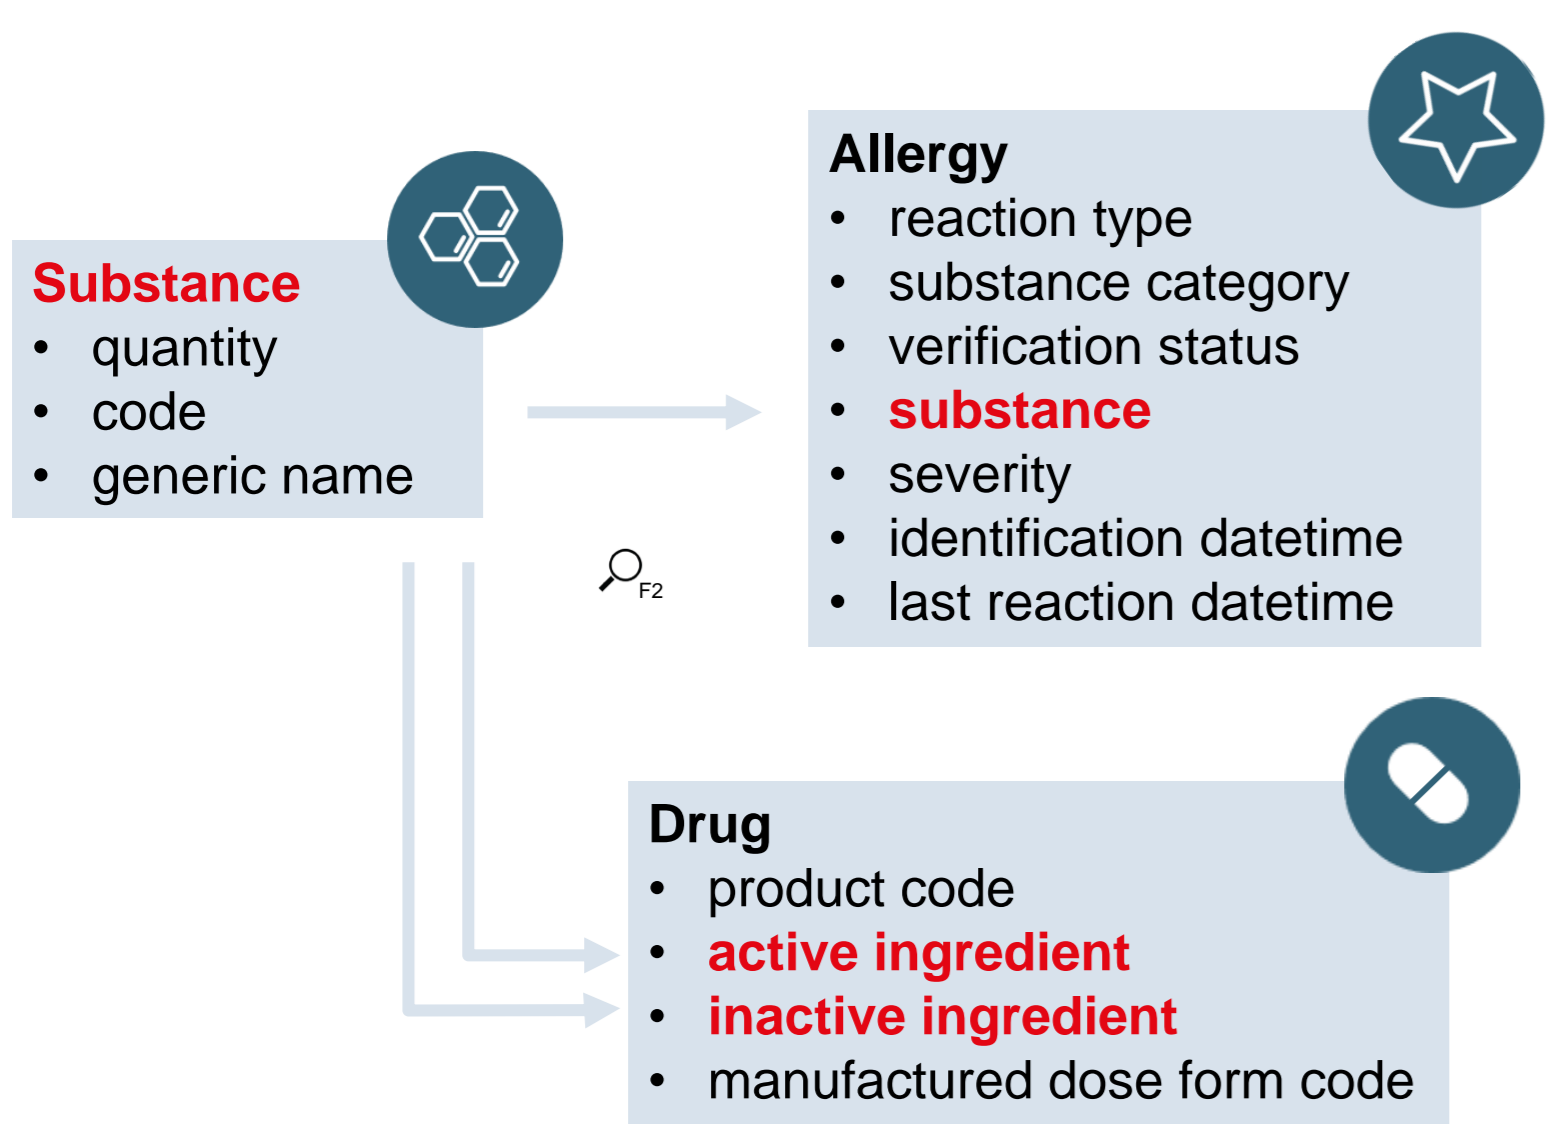 Substance
• quantity
• code
• generic name
Allergy
• reaction type
• substance category
• verification status
• substance
• severity
• identification datetime
• last reaction datetime
F2
Drug
• product code
• active ingredient
• inactive ingredient
• manufactured dose form code